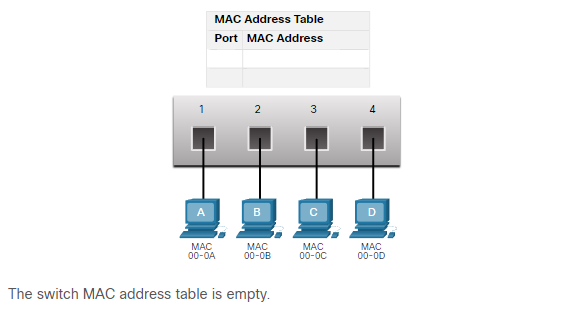 MAC Address Table
Port MAC Address
1 2 3 4
A B C D
MAC MAC MAC MAC
00-0A 00-0B 00-0C 00-0D
The switch MAC address table is empty.